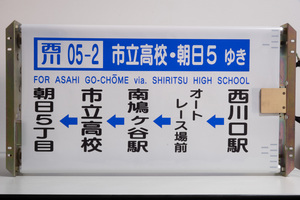 西川 05-2 市立高校・朝日5 ゆき
FOR ASAHI GO-CHŌME via. SHIRITSU HIGH SCHOOL
西川口駅
オートレース場前
南鳩ヶ谷駅
市立高校
朝日5丁目